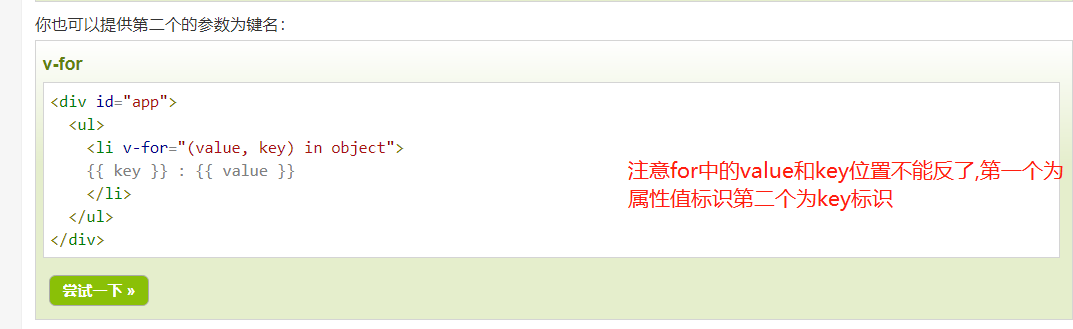 你也可以提供第二个的参数为键名：
v-for
<div id="app">
<ul>
<li v-for="(value, key) in object">
{{ key }} : {{ value }}
</li>
</ul>
</div>
注意for中的value和key位置不能反了,第一个为
属性值标识第二个为key标识
尝试一下 »